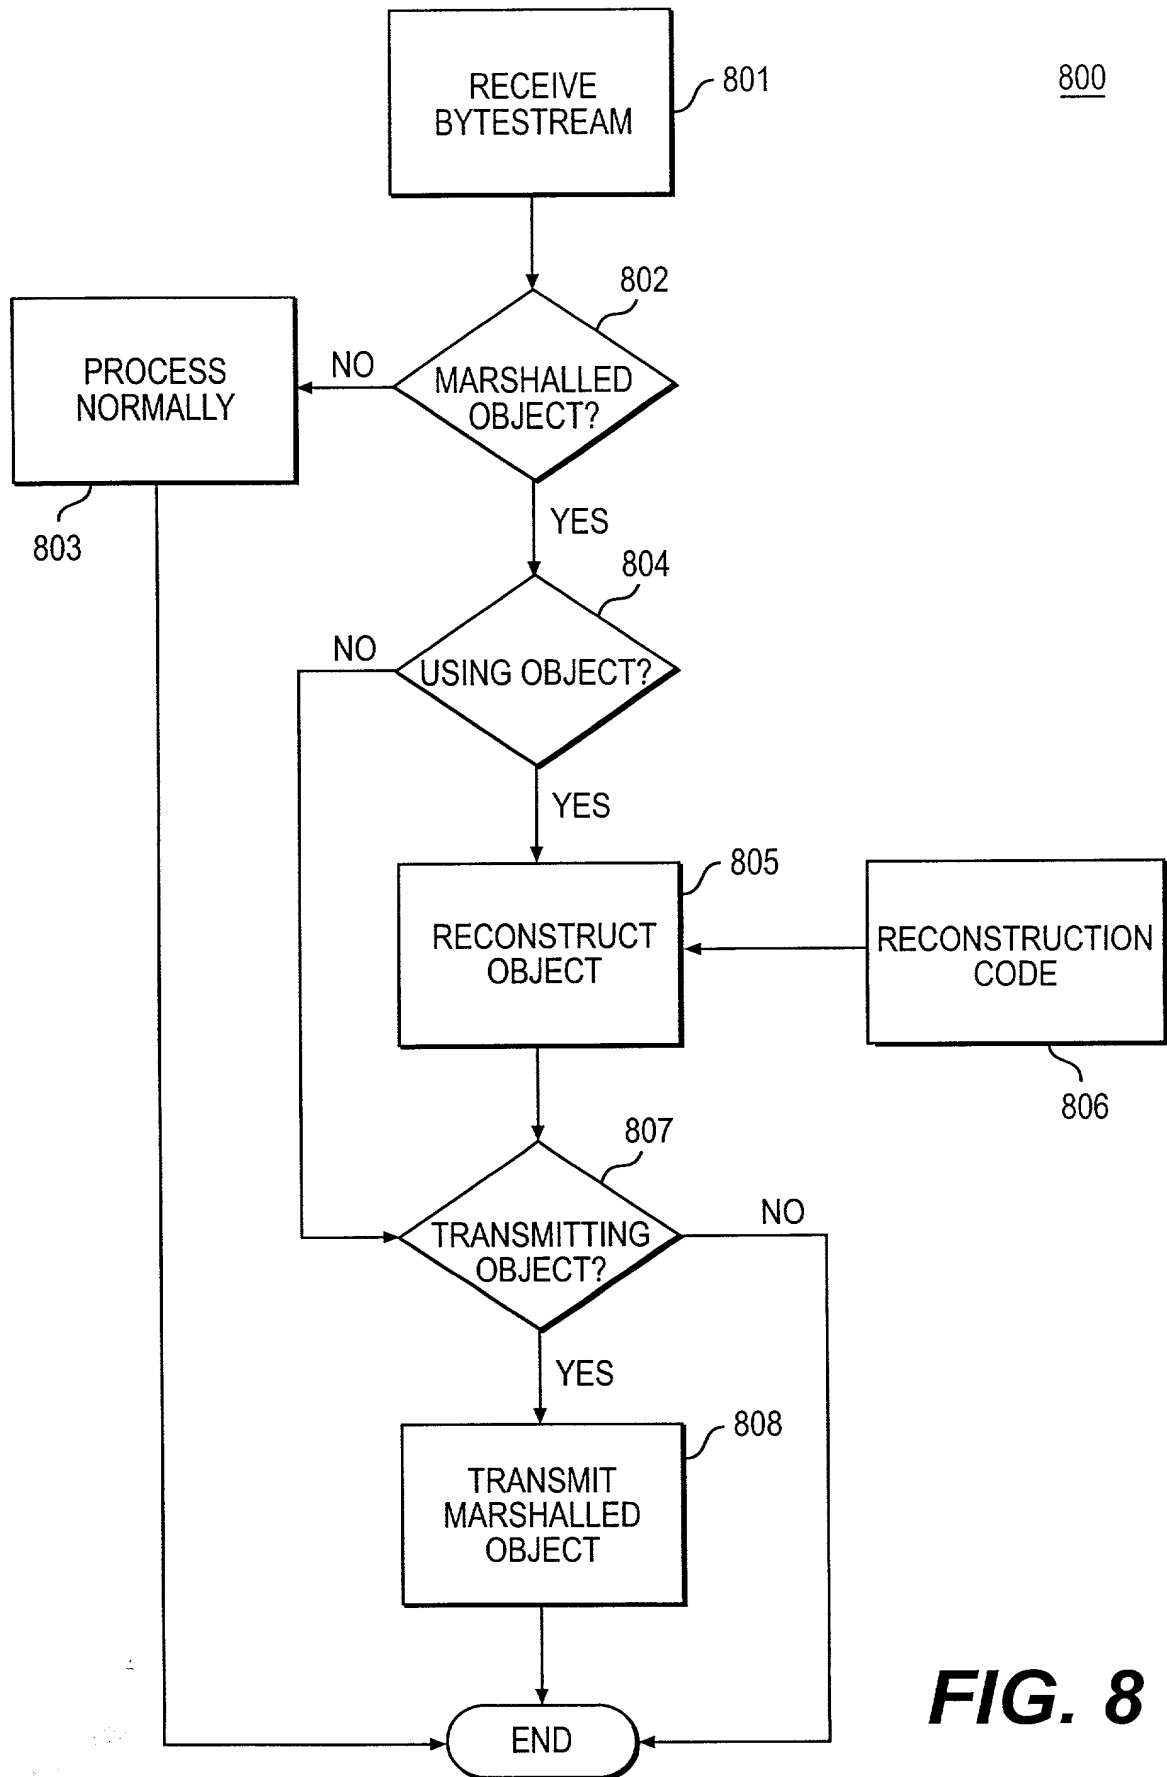 RECEIVE
BYTESTREAM
801
800
802
MARSHALLED
OBJECT?
NO
PROCESS
NORMALLY
803
YES
804
USING OBJECT?
NO
YES
805
RECONSTRUCT
OBJECT
RECONSTRUCTION
CODE
806
807
TRANSMITTING
OBJECT?
NO
YES
808
TRANSMIT
MARSHALLED
OBJECT
END
FIG. 8